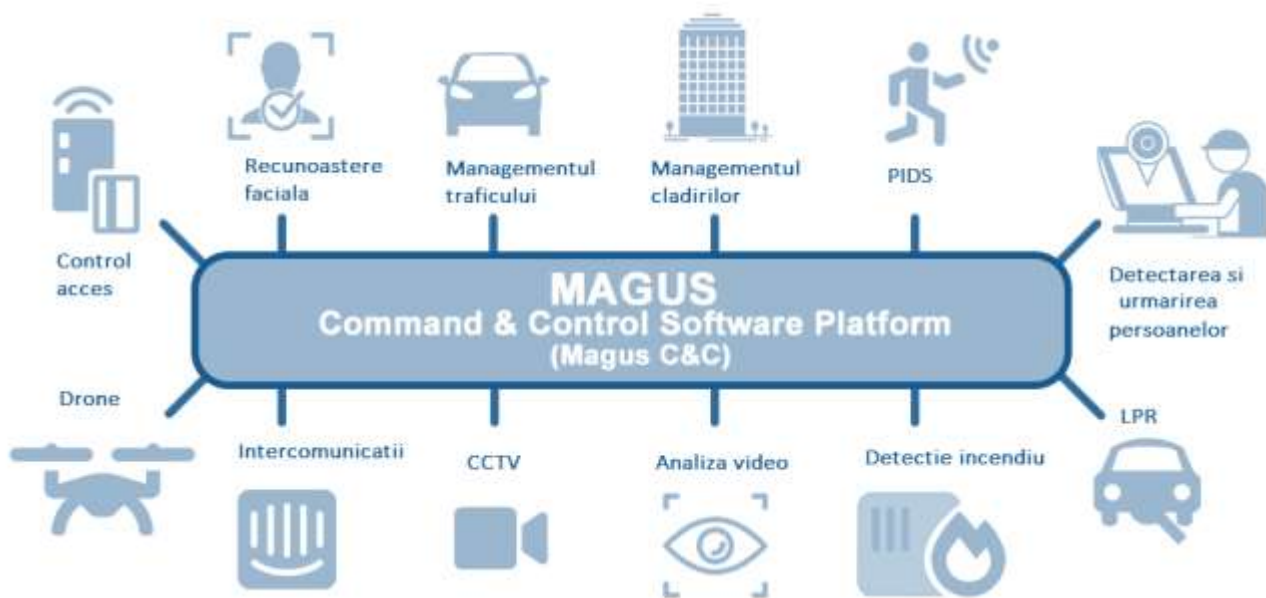 Recunoastere
faciala
Managementul
traficului
Managementul
cladirilor
PIDS
Control
acces
Detectarea si
urmarirea
persoanelor
MAGUS
Command & Control Software Platform
(Magus C&C)
Drone
Intercomunicatii
CCTV
Analiza video
Detectie incendiu
LPR